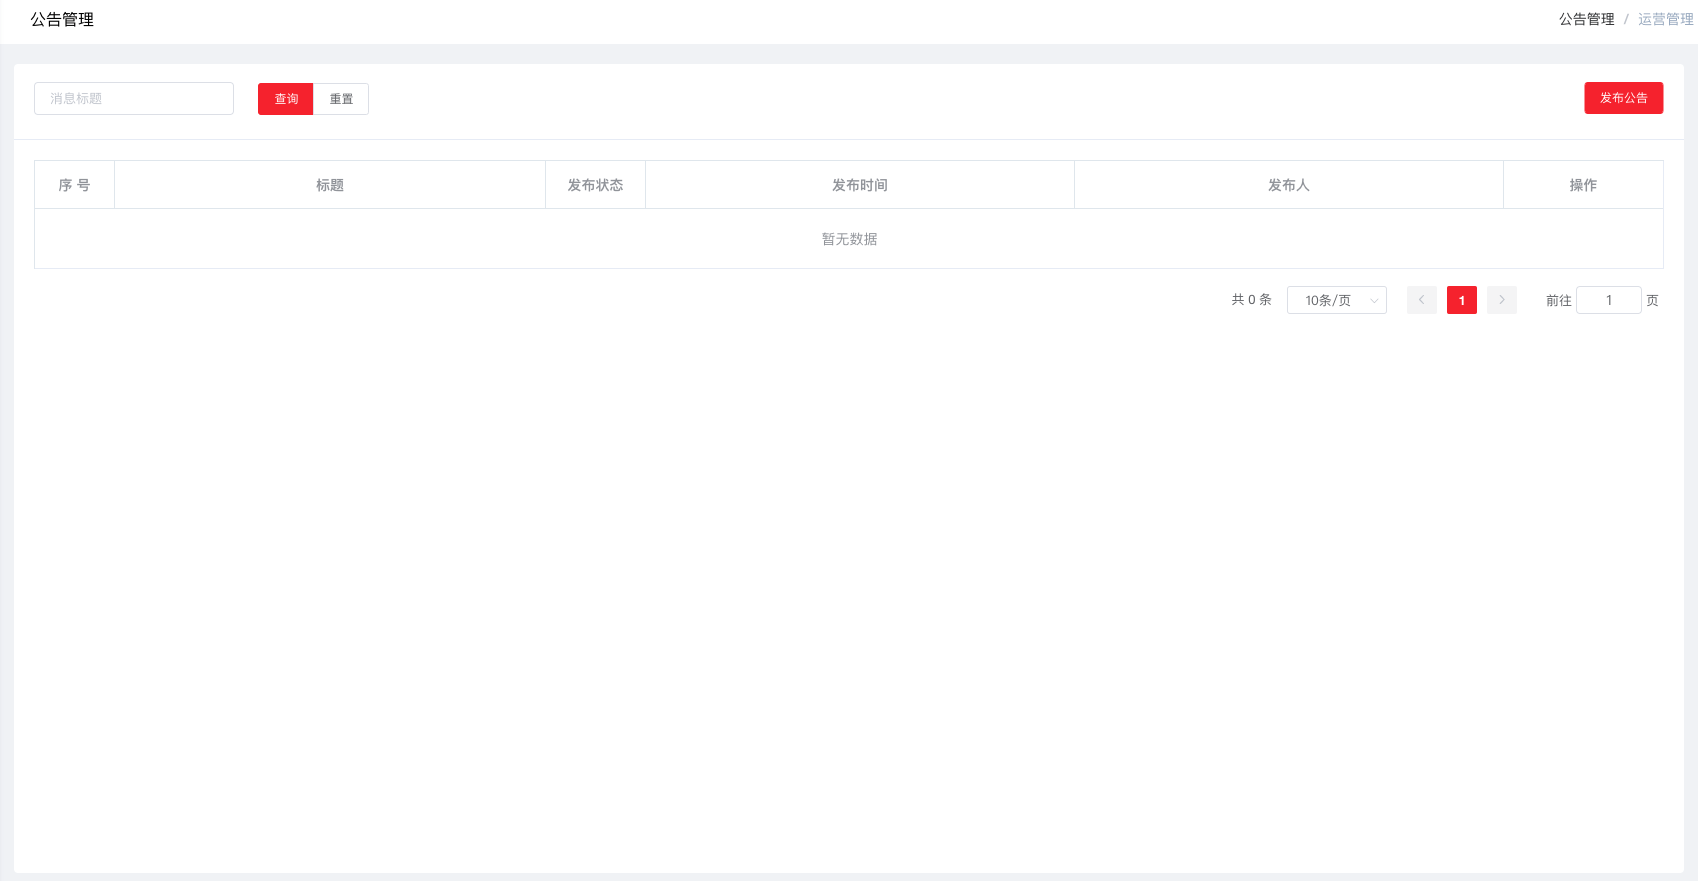 公告管理
公告管理 / 运营管理
消息标题 查询 重置 发布公告
序 号 标题 发布状态 发布时间 发布人 操作
暂无数据
共 0 条 10条/页 1 前往 1 页